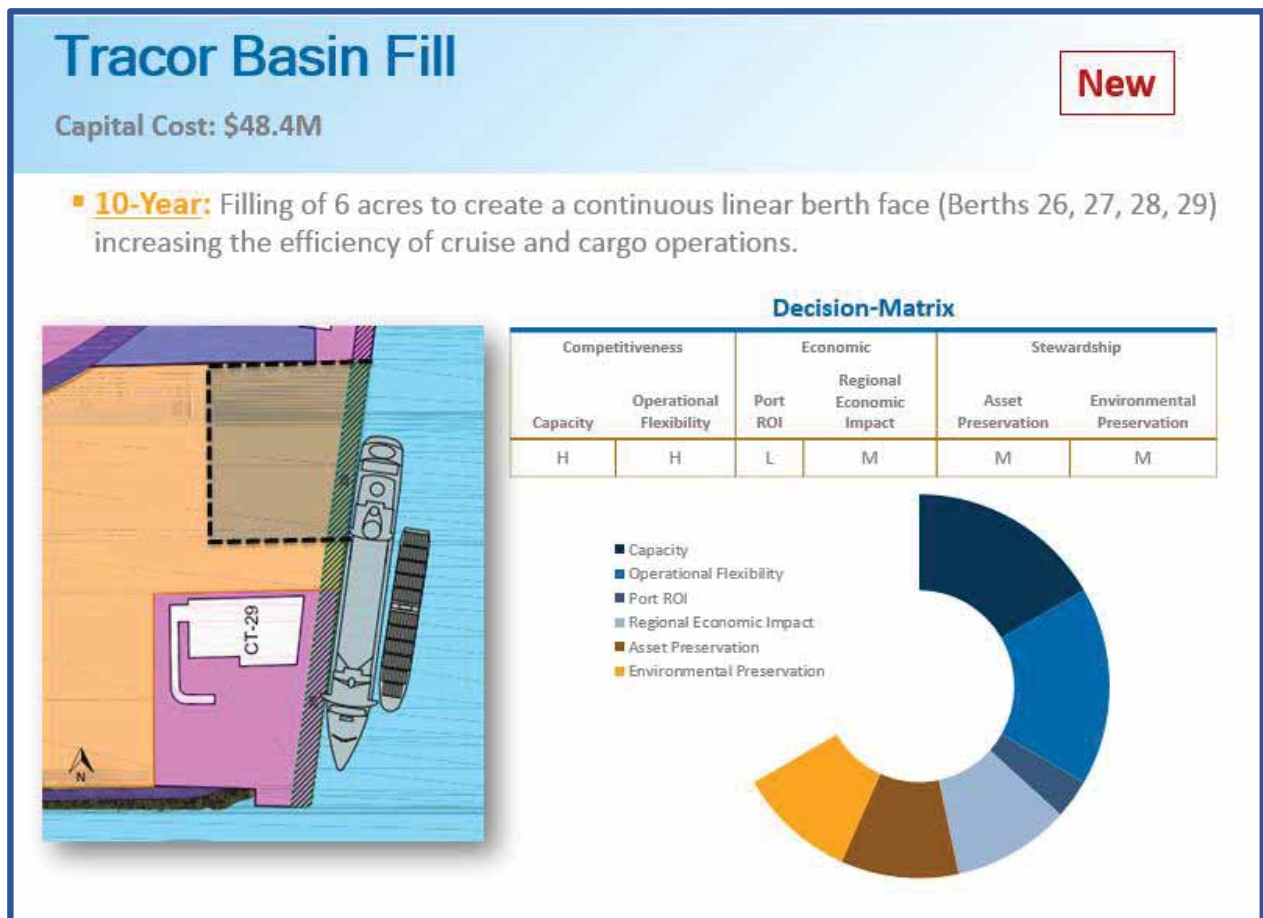 Tracor Basin Fill
New
Capital Cost: $48.4M
▪ 10-Year: Filling of 6 acres to create a continuous linear berth face (Berths 26, 27, 28, 29)
increasing the efficiency of cruise and cargo operations.
Decision-Matrix
Competitiveness Economic Stewardship
Capacity Operational Flexibility Port ROI Regional Economic Impact Asset Preservation Environmental Preservation
H H L M M M
CT-29
N
Capacity
Operational Flexibility
Port ROI
Regional Economic Impact
Asset Preservation
Environmental Preservation